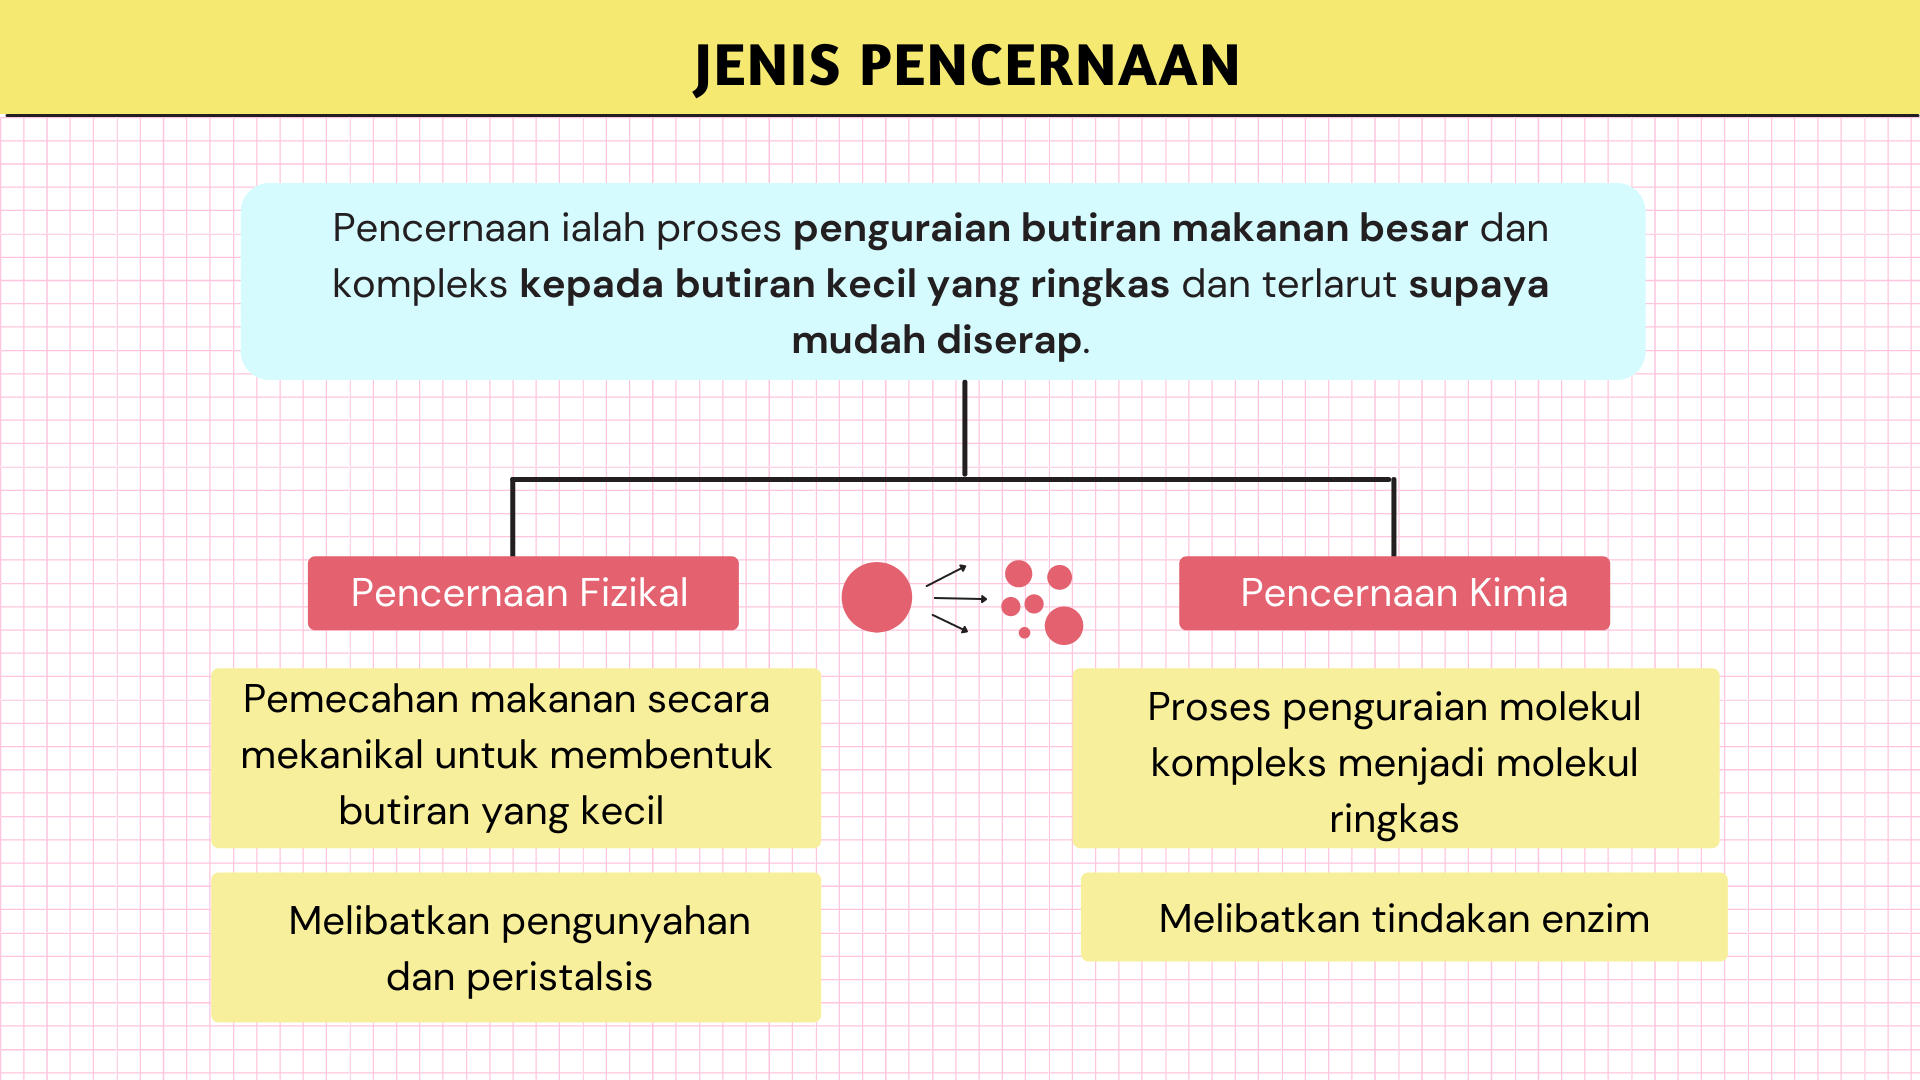 JENIS PENCERNAAN
Pencernaan ialah proses penguraian butiran makanan besar dan
kompleks kepada butiran kecil yang ringkas dan terlarut supaya
mudah diserap.
Pencernaan Fizikal
Pencernaan Kimia
Pemecahan makanan secara
mekanikal untuk membentuk
butiran yang kecil
Proses penguraian molekul
kompleks menjadi molekul
ringkas
Melibatkan pengunyahan
dan peristalsis
Melibatkan tindakan enzim